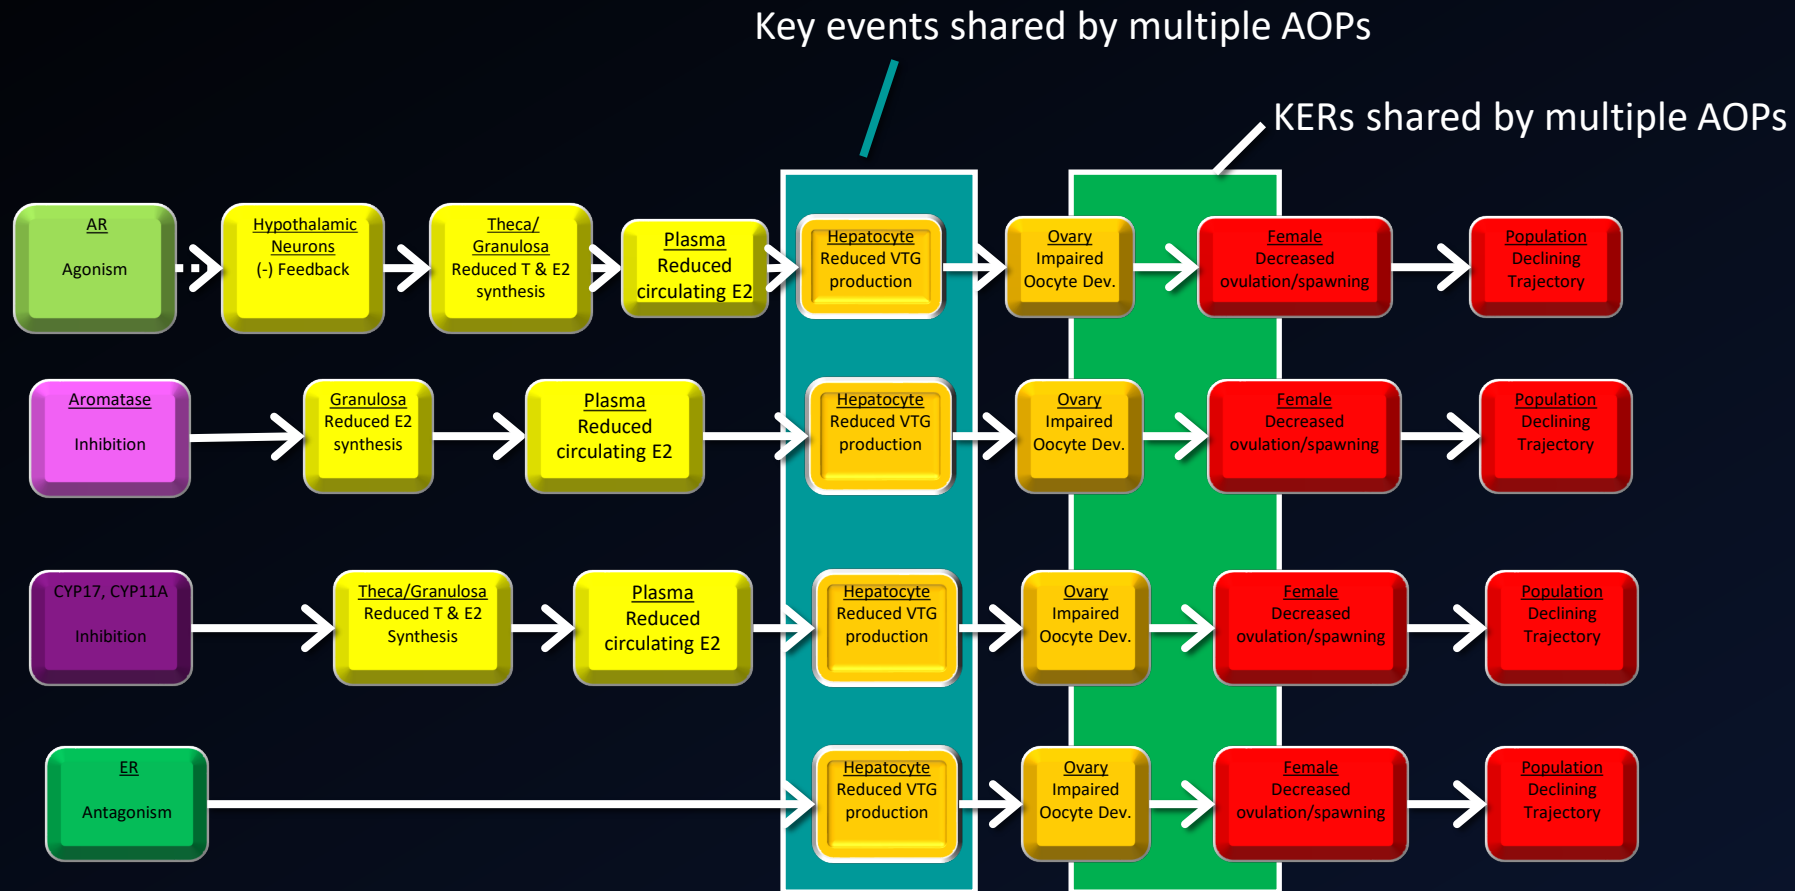 Key events shared by multiple AOPs
KERs shared by multiple AOPs
AR
Agonism
Hypothalamic
Neurons
(-) Feedback
Theca/
Granulosa
Reduced T & E2
synthesis
Plasma
Reduced
circulating E2
Hepatocyte
Reduced VTG
production
Ovary
Impaired
Oocyte Dev.
Female
Decreased
ovulation/spawning
Population
Declining
Trajectory
Aromatase
Inhibition
Granulosa
Reduced E2
synthesis
Plasma
Reduced
circulating E2
Hepatocyte
Reduced VTG
production
Ovary
Impaired
Oocyte Dev.
Female
Decreased
ovulation/spawning
Population
Declining
Trajectory
CYP17, CYP11A
Inhibition
Theca/Granulosa
Reduced T & E2
Synthesis
Plasma
Reduced
circulating E2
Hepatocyte
Reduced VTG
production
Ovary
Impaired
Oocyte Dev.
Female
Decreased
ovulation/spawning
Population
Declining
Trajectory
ER
Antagonism
Hepatocyte
Reduced VTG
production
Ovary
Impaired
Oocyte Dev.
Female
Decreased
ovulation/spawning
Population
Declining
Trajectory